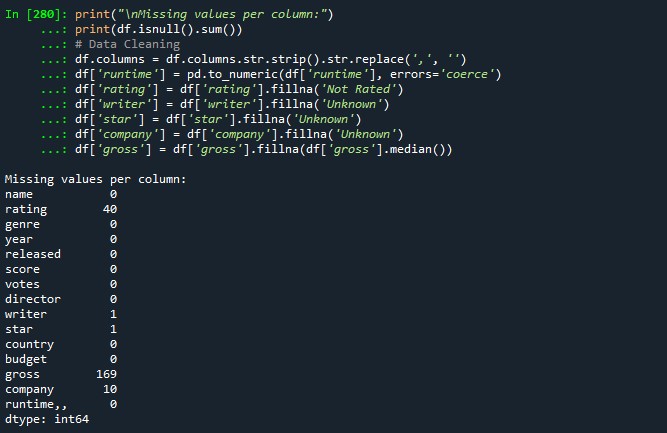 In [280]: print("\nMissing values per column:")
...: print(df.isnull().sum())
...: # Data Cleaning
...: df.columns = df.columns.str.strip().str.replace(',', '')
...: df['runtime'] = pd.to_numeric(df['runtime'], errors='coerce')
...: df['rating'] = df['rating'].fillna('Not Rated')
...: df['writer'] = df['writer'].fillna('Unknown')
...: df['star'] = df['star'].fillna('Unknown')
...: df['company'] = df['company'].fillna('Unknown')
...: df['gross'] = df['gross'].fillna(df['gross'].median())
Missing values per column:
name 0
rating 40
genre 0
year 0
released 0
score 0
votes 0
director 0
writer 1
star 1
country 0
budget 0
gross 169
company 10
runtime,, 0
dtype: int64